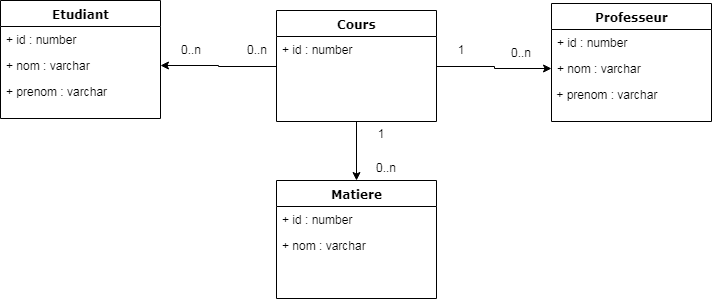 Etudiant
+ id : number
+ nom : varchar
+ prenom : varchar
0..n
0..n
Cours
+ id : number
1
0..n
Professeur
+ id : number
+ nom : varchar
+ prenom : varchar
1
0..n
Matiere
+ id : number
+ nom : varchar